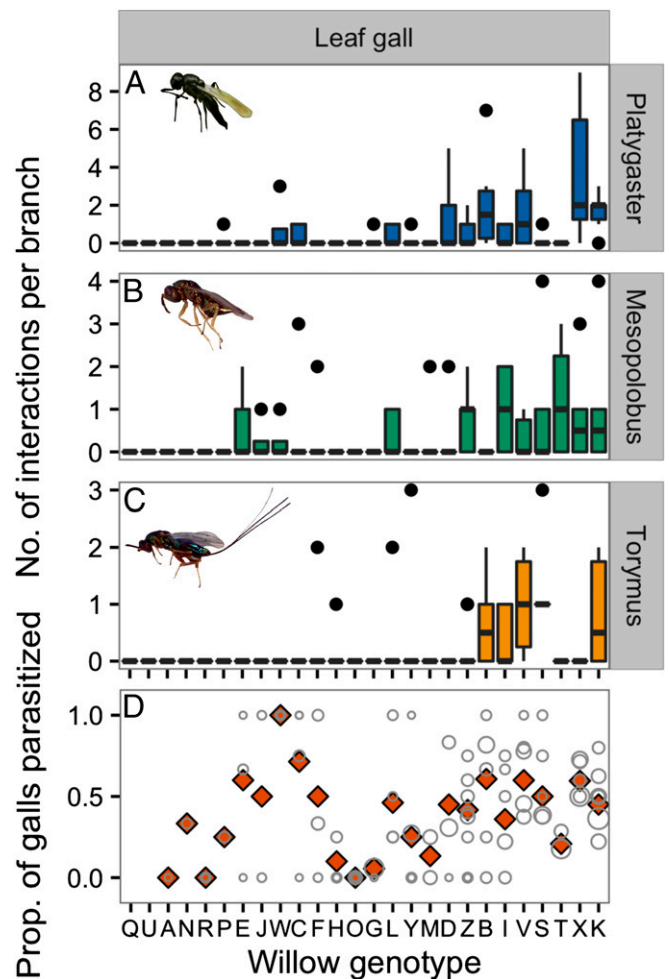 Leaf gall
A
8
6
4
2
0
Platygaster
No. of interactions per branch
B
4
3
2
1
0
Mesopolobus
C
3
2
1
0
Torymus
Prop. of galls parasitized
D
1.0
0.5
0.0
Q U A N R P E J W C F H O G L Y M D Z B I V S T X K
Willow genotype